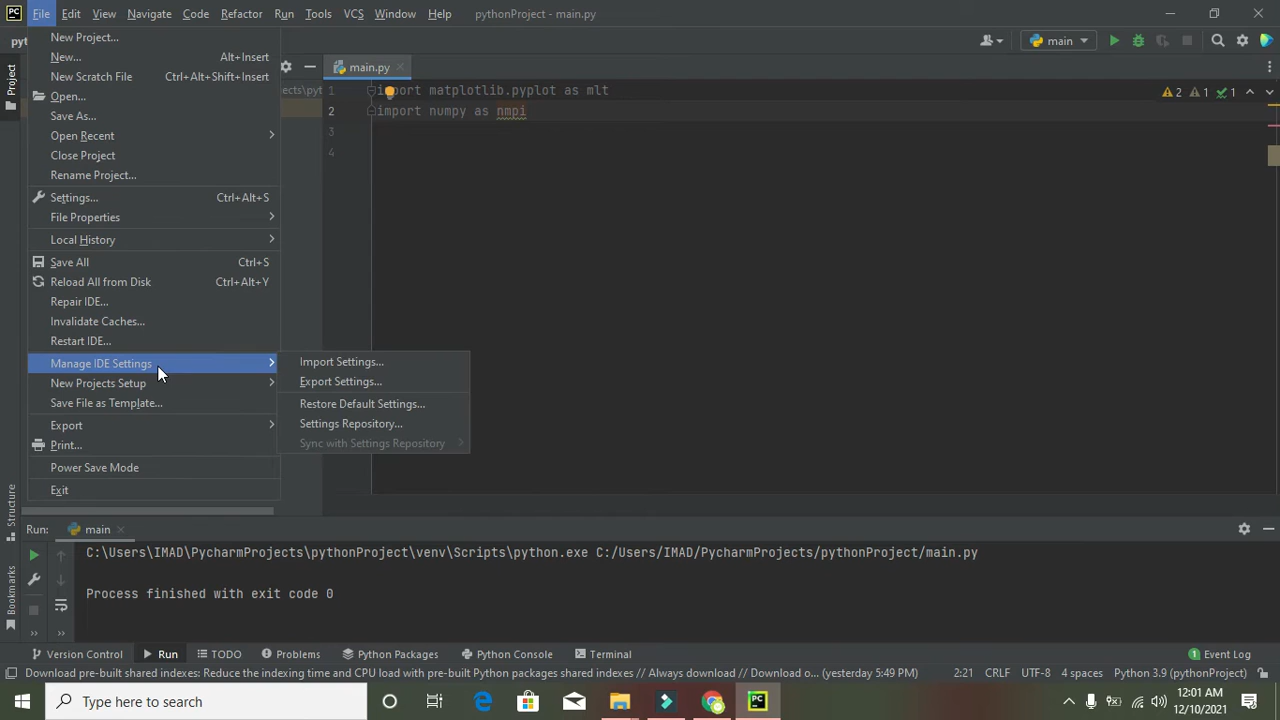 PC File Edit View Navigate Code Refactor Run Tools VCS Window Help pythonProject - main.py
pyt main
Project
New Project...
New... Alt+Insert
New Scratch File Ctrl+Alt+Shift+Insert
Open...
Save As...
Open Recent
Close Project
Rename Project...
Settings... Ctrl+Alt+S
File Properties
Local History
Save All Ctrl+S
Reload All from Disk Ctrl+Alt+Y
Repair IDE...
Invalidate Caches...
Restart IDE...
Manage IDE Settings
New Projects Setup
Save File as Template...
Export
Print...
Power Save Mode
Exit
Import Settings...
Export Settings...
Restore Default Settings...
Settings Repository...
Sync with Settings Repository
ects\pyt
main.py
1 import matplotlib.pyplot as mlt
2 import numpy as nmpi
3
4
2 1 1
Structure
Bookmarks
Run: main
C:\Users\IMAD\PycharmProjects\pythonProject\venv\Scripts\python.exe C:/Users/IMAD/PycharmProjects/pythonProject/main.py
Process finished with exit code 0
Version Control Run TODO Problems Python Packages Python Console Terminal 1 Event Log
Download pre-built shared indexes: Reduce the indexing time and CPU load with pre-built Python packages shared indexes // Always download // Download o... (yesterday 5:49 PM) 2:21 CRLF UTF-8 4 spaces Python 3.9 (pythonProject)
Type here to search
PC
12:01 AM
12/10/2021